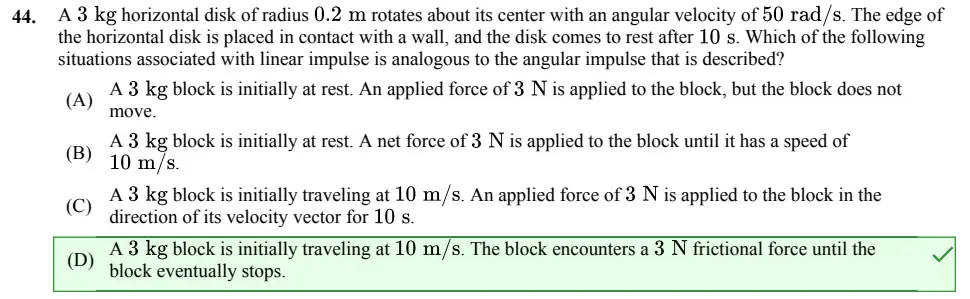 44. A 3 kg horizontal disk of radius 0.2 m rotates about its center with an angular velocity of 50 rad/s. The edge of
the horizontal disk is placed in contact with a wall, and the disk comes to rest after 10 s. Which of the following
situations associated with linear impulse is analogous to the angular impulse that is described?
(A) A 3 kg block is initially at rest. An applied force of 3 N is applied to the block, but the block does not
move.
(B) A 3 kg block is initially at rest. A net force of 3 N is applied to the block until it has a speed of
10 m/s.
(C) A 3 kg block is initially traveling at 10 m/s. An applied force of 3 N is applied to the block in the
direction of its velocity vector for 10 s.
(D) A 3 kg block is initially traveling at 10 m/s. The block encounters a 3 N frictional force until the
block eventually stops.